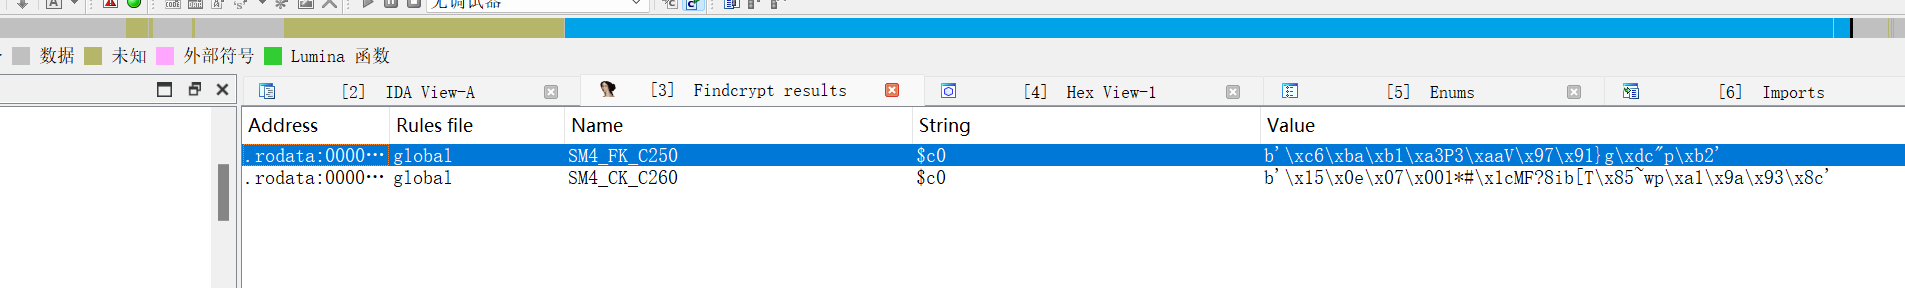 无调试器
数据 未知 外部符号 Lumina 函数
[2] IDA View-A [3] Findcrypt results [4] Hex View-1 [5] Enums [6] Imports
Address Rules file Name String Value
.rodata:0000… global SM4_FK_C250 $c0 b'\xc6\xba\xb1\xa3P3\xaaV\x97\x91}g\xdc"p\xb2'
.rodata:0000… global SM4_CK_C260 $c0 b'\x15\x0e\x07\x001*#\x1cMF?8ib[T\x85~wp\xa1\x9a\x93\x8c'